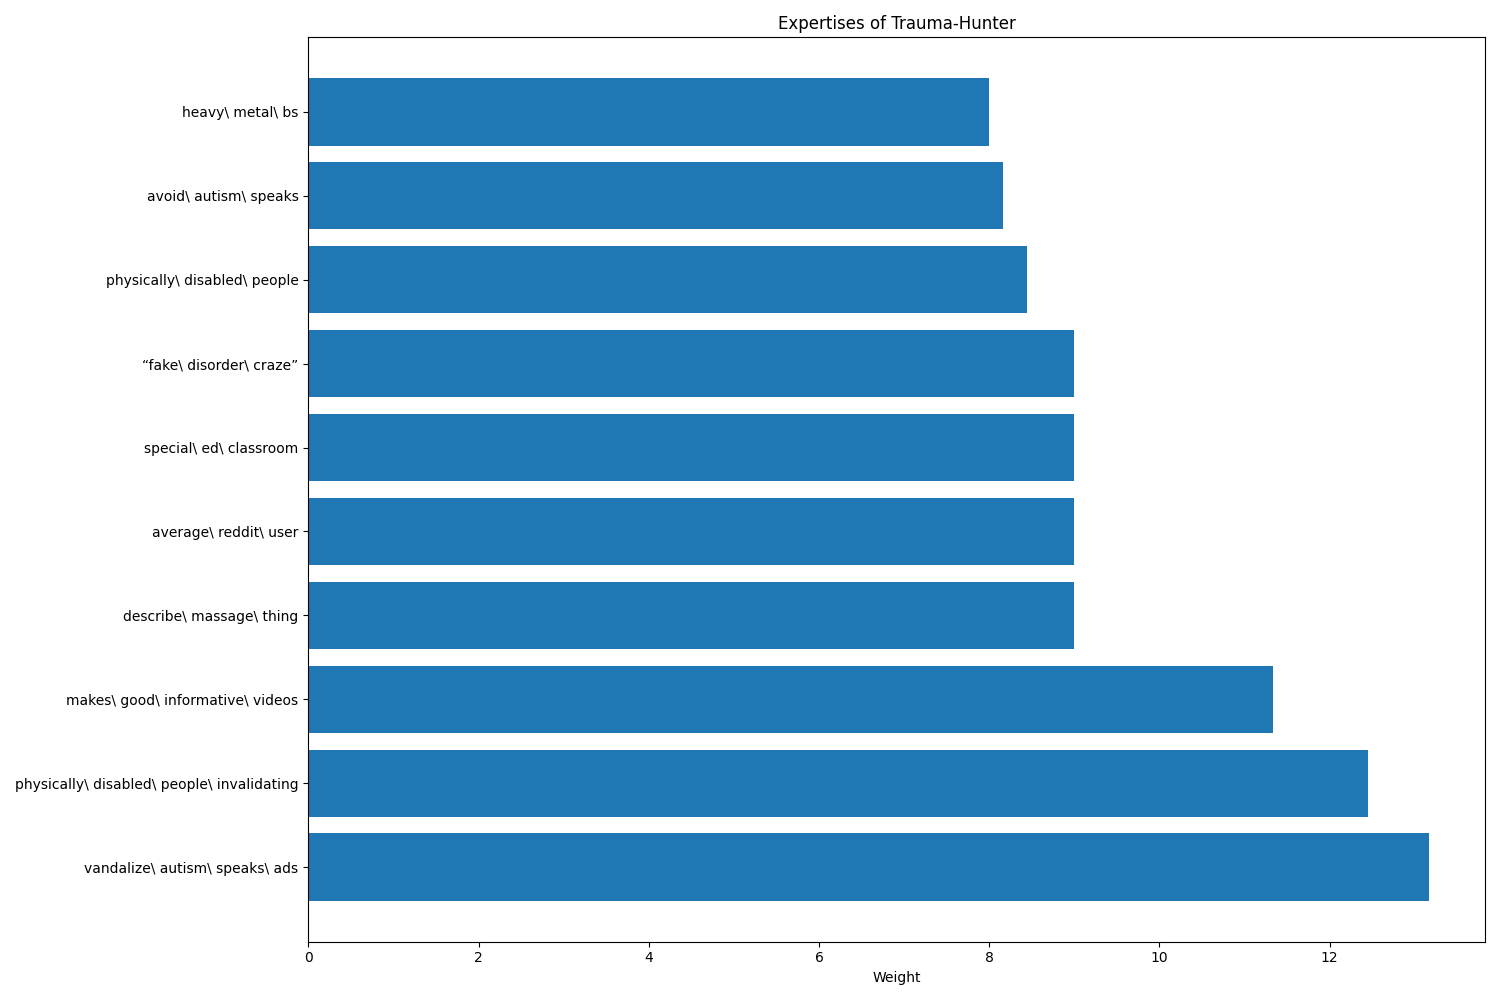 Expertises of Trauma-Hunter
heavy\ metal\ bs
avoid\ autism\ speaks
physically\ disabled\ people
“fake\ disorder\ craze”
special\ ed\ classroom
average\ reddit\ user
describe\ massage\ thing
makes\ good\ informative\ videos
physically\ disabled\ people\ invalidating
vandalize\ autism\ speaks\ ads
0 2 4 6 8 10 12
Weight